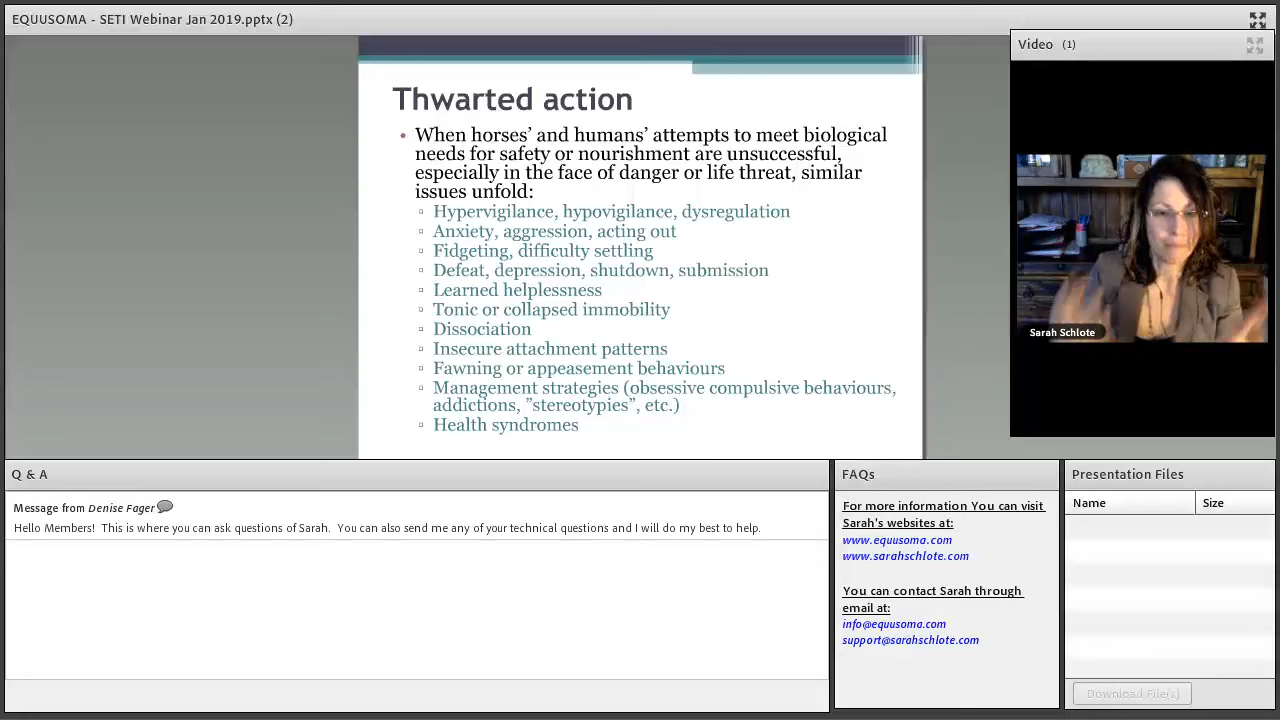 EQUUSOMA - SETI Webinar Jan 2019.pptx (2)
Video (1)
Thwarted action
• When horses’ and humans’ attempts to meet biological
needs for safety or nourishment are unsuccessful,
especially in the face of danger or life threat, similar
issues unfold:
▫ Hypervigilance, hypovigilance, dysregulation
▫ Anxiety, aggression, acting out
▫ Fidgeting, difficulty settling
▫ Defeat, depression, shutdown, submission
▫ Learned helplessness
▫ Tonic or collapsed immobility
▫ Dissociation
▫ Insecure attachment patterns
▫ Fawning or appeasement behaviours
▫ Management strategies (obsessive compulsive behaviours,
addictions, ”stereotypies”, etc.)
▫ Health syndromes
Sarah Schlote
Q & A
Message from Denise Fager
Hello Members! This is where you can ask questions of Sarah. You can also send me any of your technical questions and I will do my best to help.
FAQs
For more information You can visit
Sarah's websites at:
www.equusoma.com
www.sarahschlote.com
You can contact Sarah through
email at:
info@equusoma.com
support@sarahschlote.com
Presentation Files
Name Size
Download File(s)